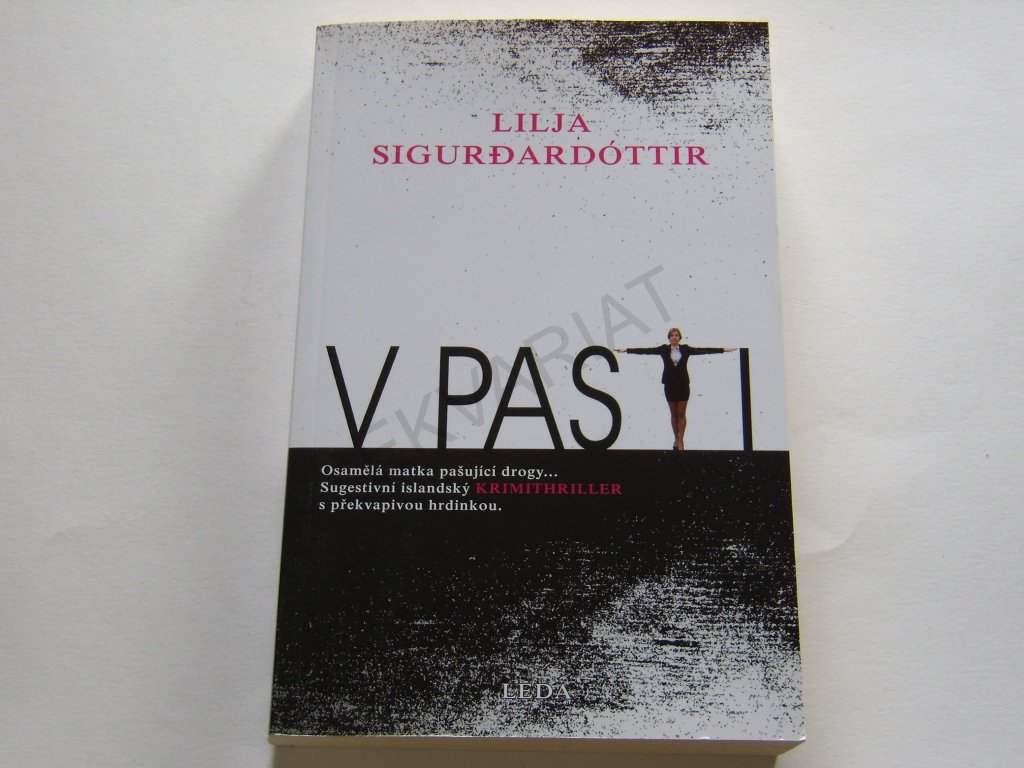 LILJA
SIGURÐARDÓTTIR
V PASTI
Osamělá matka pašující drogy...
Sugestivní islandský KRIMITHRILLER
s překvapivou hrdinkou.
LEDA